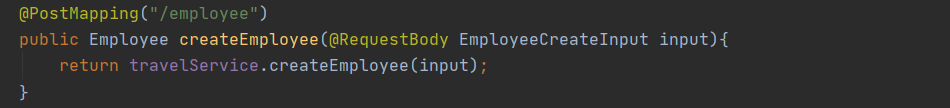 @PostMapping("/employee")
public Employee createEmployee(@RequestBody EmployeeCreateInput input){
    return travelService.createEmployee(input);
}